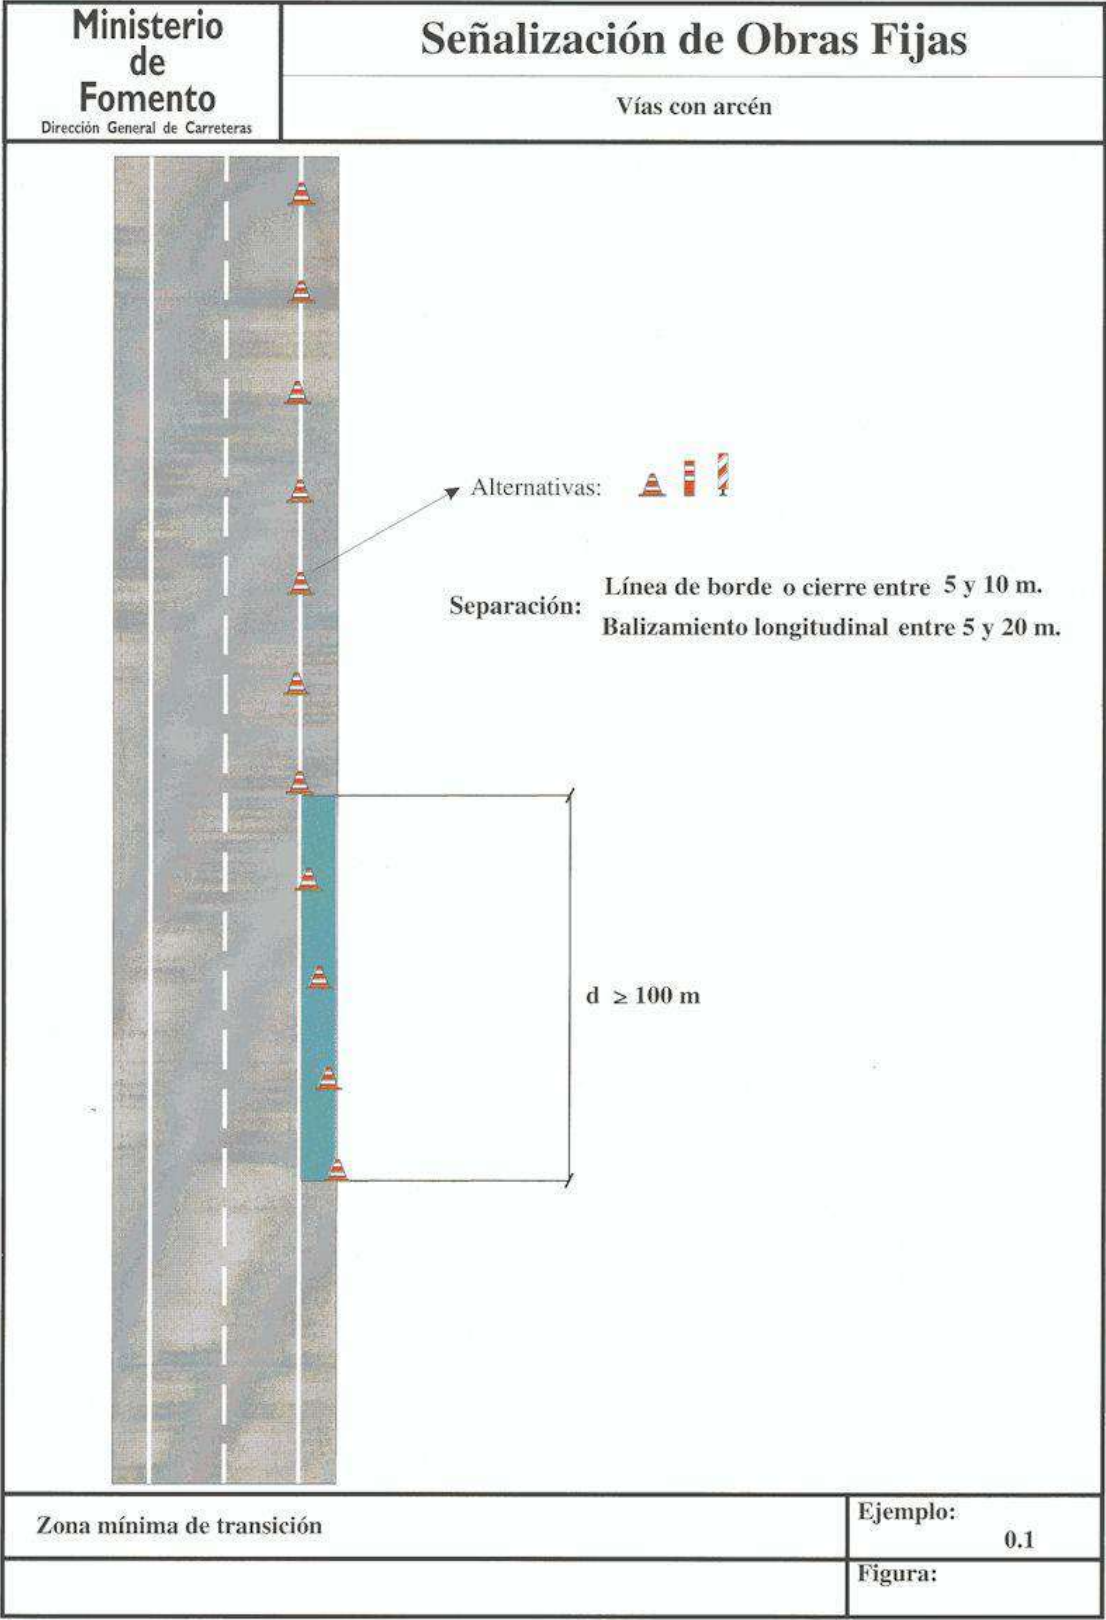 Ministerio
de
Fomento
Dirección General de Carreteras
Señalización de Obras Fijas
Vías con arcén
Alternativas:
Separación:
Línea de borde o cierre entre 5 y 10 m.
Balizamiento longitudinal entre 5 y 20 m.
d ≥ 100 m
Zona mínima de transición
Ejemplo:
0.1
Figura: